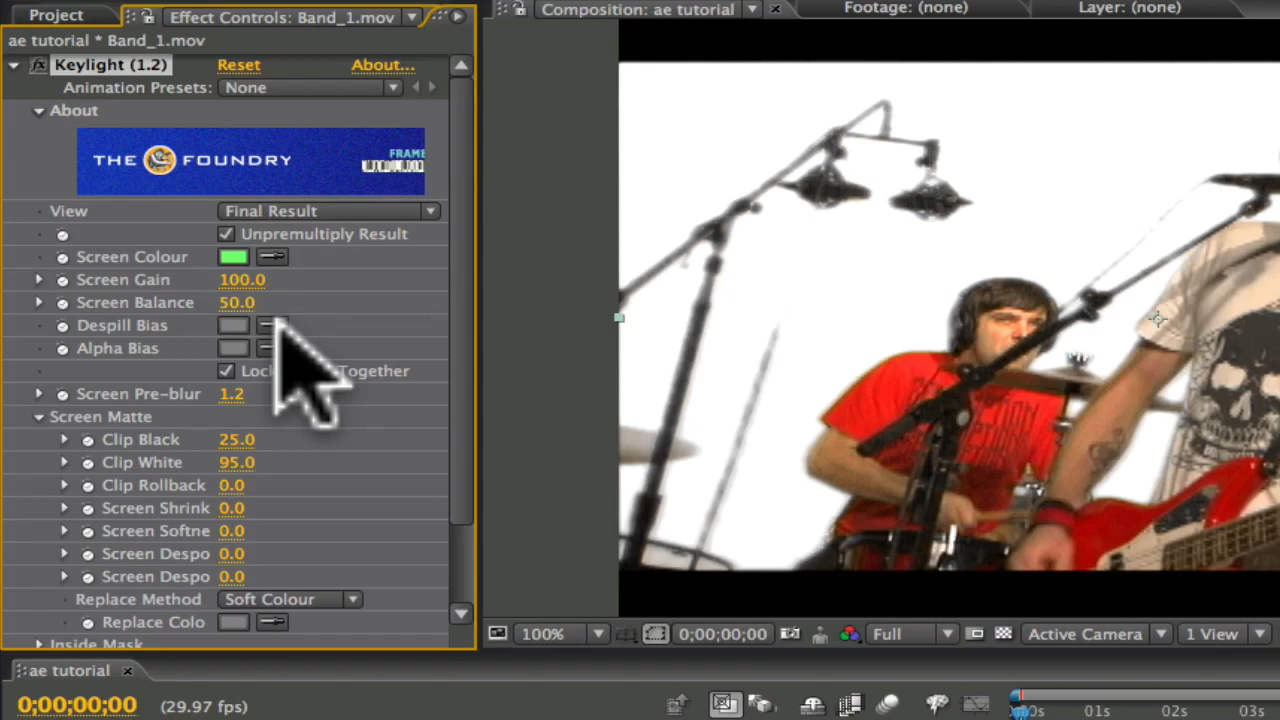 Project
Effect Controls: Band_1.mov
Composition: ae tutorial
Footage: (none)
Layer: (none)
ae tutorial * Band_1.mov
Keylight (1.2)
Reset
About...
Animation Presets:
None
About
THE FOUNDRY
FRAME
View
Final Result
Unpremultiply Result
Screen Colour
Screen Gain
100.0
Screen Balance
50.0
Despill Bias
Alpha Bias
Together
Screen Pre-blur
1.2
Screen Matte
Clip Black
25.0
Clip White
95.0
Clip Rollback
0.0
Screen Shrink
0.0
Screen Softne
0.0
Screen Despo
0.0
Screen Despo
0.0
Replace Method
Soft Colour
Replace Colo
Inside Mask
100%
0;00;00;00
Full
Active Camera
1 View
ae tutorial
0;00;00;00
(29.97 fps)
01s
02s
03s